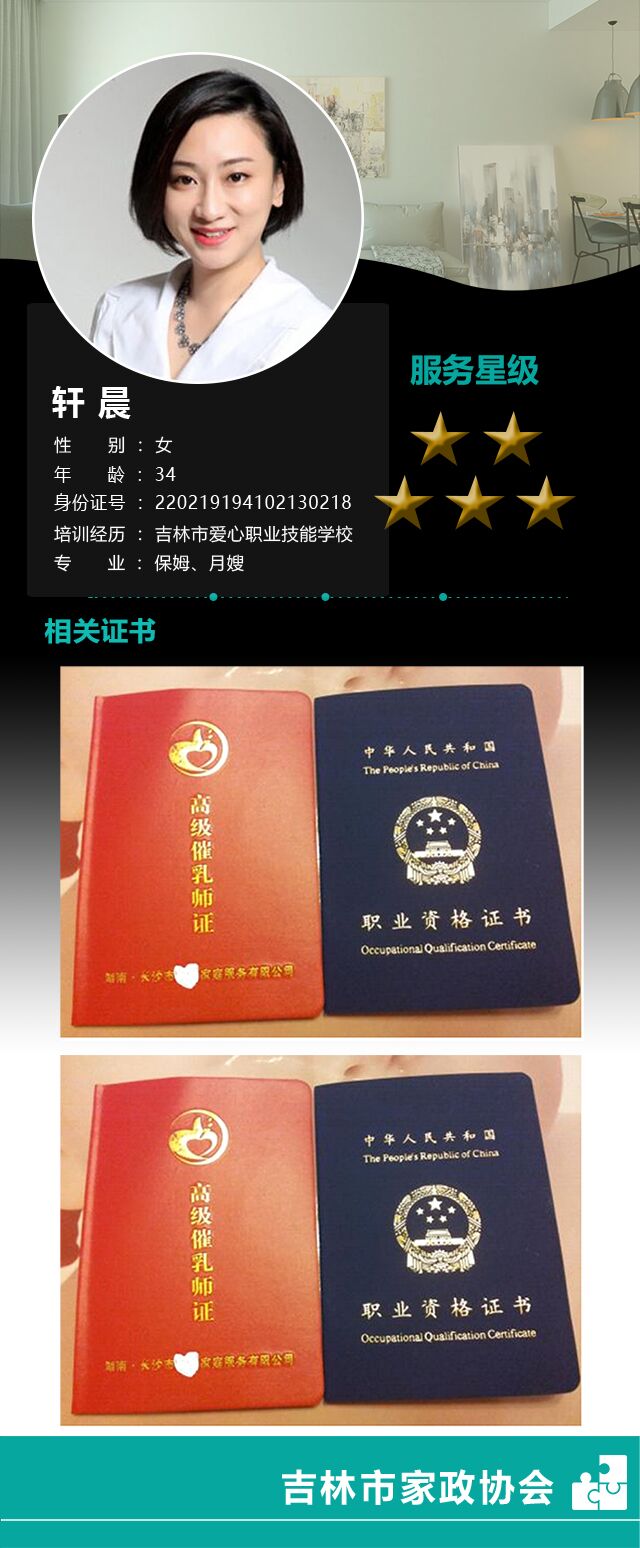 轩晨
服务星级
性别：女
年龄：34
身份证号：220219194102130218
培训经历：吉林市爱心职业技能学校
专业：保姆、月嫂
相关证书
高级催乳师证
湖南·长沙市 家庭服务有限公司
中华人民共和国
The People's Republic of China
职业资格证书
Occupational Qualification Certificate
高级催乳师证
湖南·长沙市 家庭服务有限公司
中华人民共和国
The People's Republic of China
职业资格证书
Occupational Qualification Certificate
吉林市家政协会